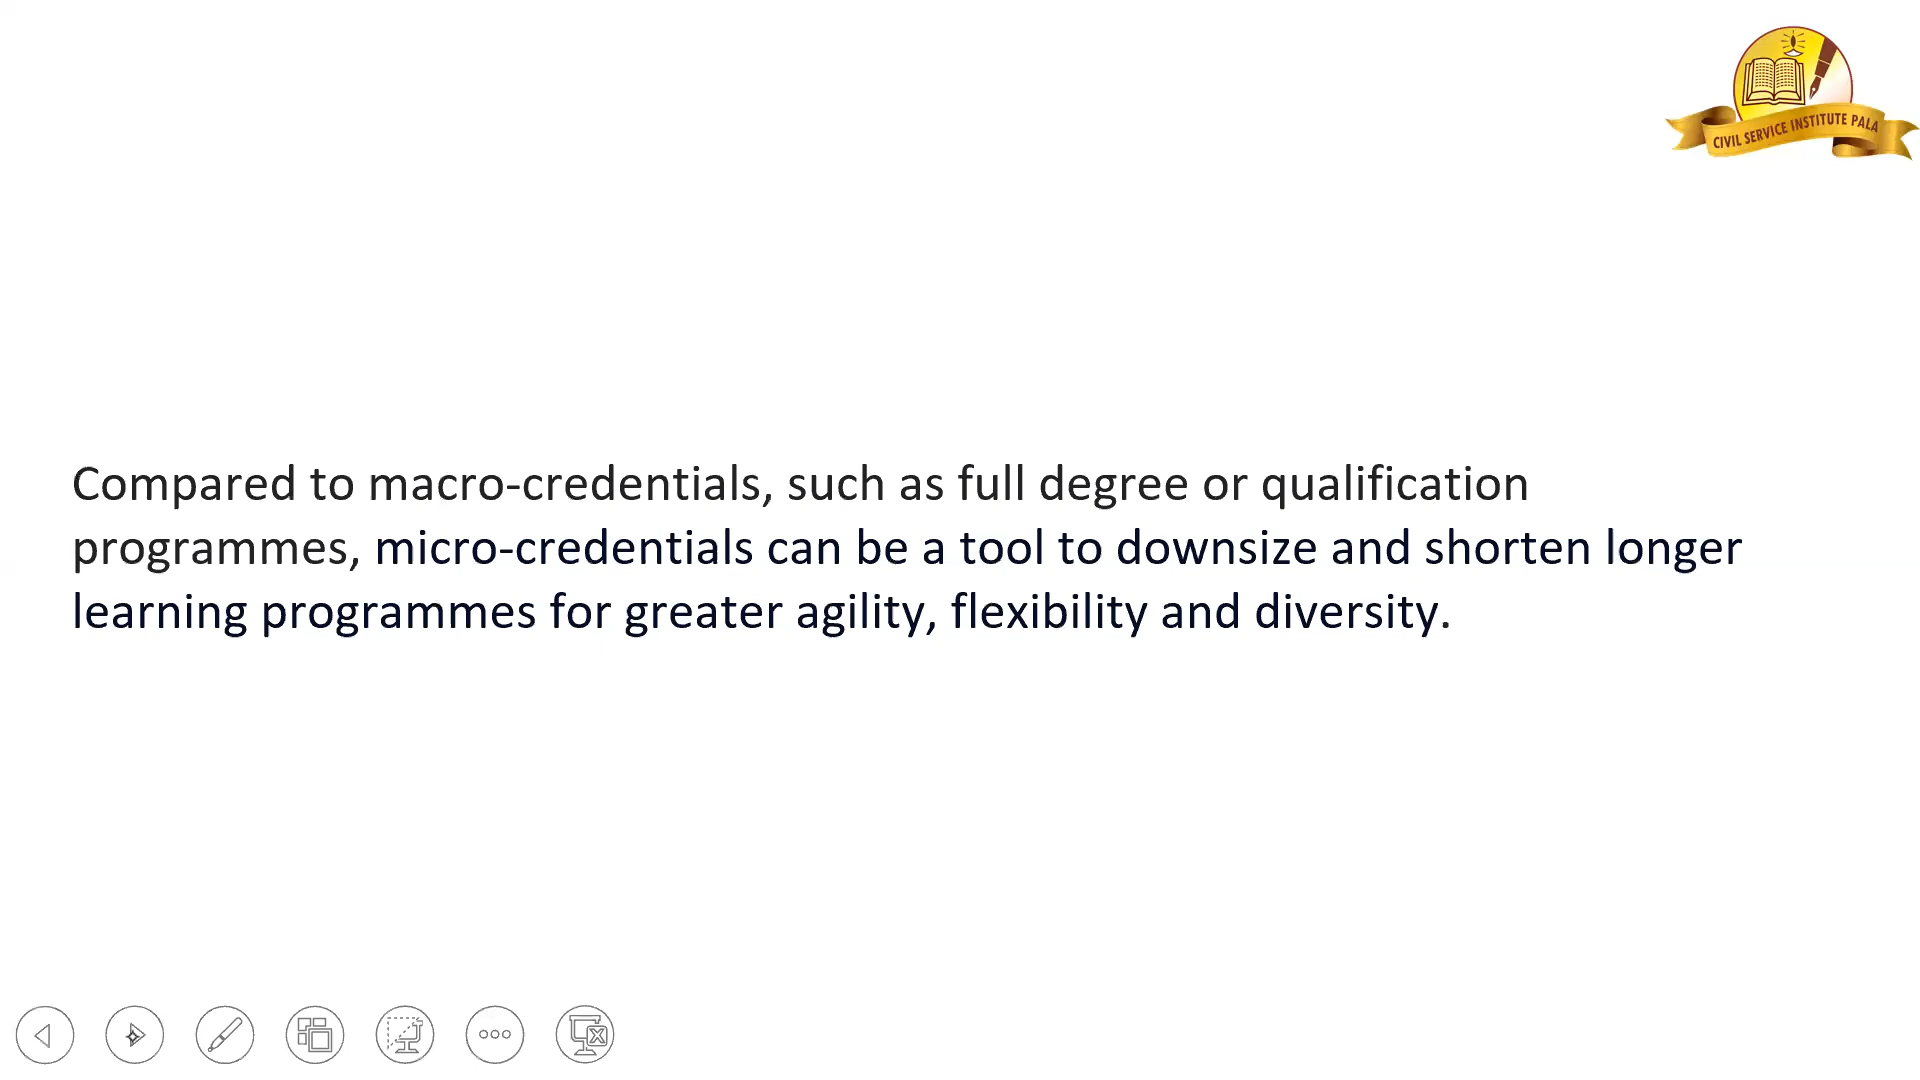 CIVIL SERVICE INSTITUTE PALA
Compared to macro-credentials, such as full degree or qualification
programmes, micro-credentials can be a tool to downsize and shorten longer
learning programmes for greater agility, flexibility and diversity.